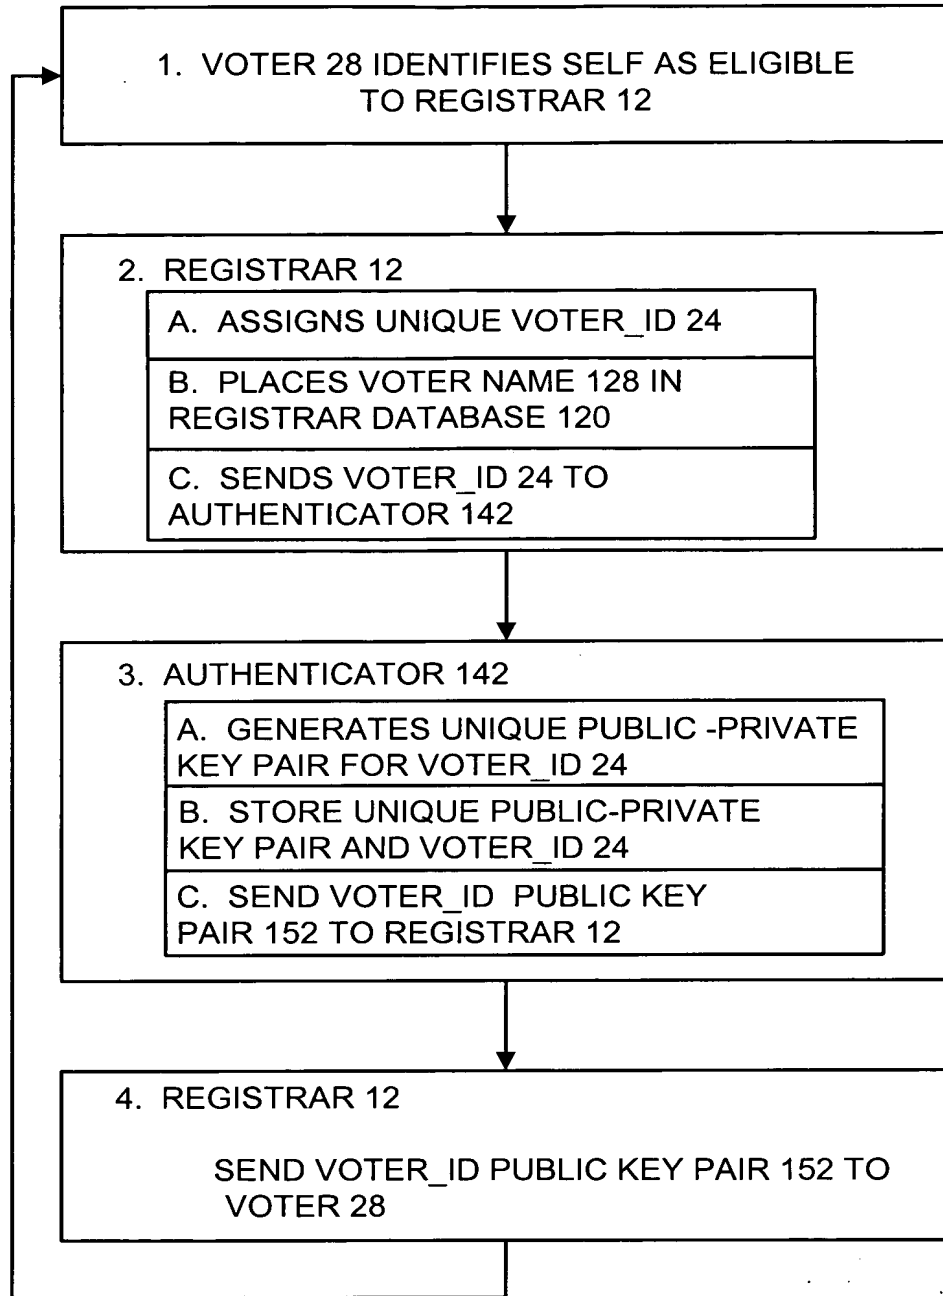 1. VOTER 28 IDENTIFIES SELF AS ELIGIBLE
TO REGISTRAR 12
2. REGISTRAR 12
A. ASSIGNS UNIQUE VOTER_ID 24
B. PLACES VOTER NAME 128 IN
REGISTRAR DATABASE 120
C. SENDS VOTER_ID 24 TO
AUTHENTICATOR 142
3. AUTHENTICATOR 142
A. GENERATES UNIQUE PUBLIC -PRIVATE
KEY PAIR FOR VOTER_ID 24
B. STORE UNIQUE PUBLIC-PRIVATE
KEY PAIR AND VOTER_ID 24
C. SEND VOTER_ID PUBLIC KEY
PAIR 152 TO REGISTRAR 12
4. REGISTRAR 12
SEND VOTER_ID PUBLIC KEY PAIR 152 TO
VOTER 28